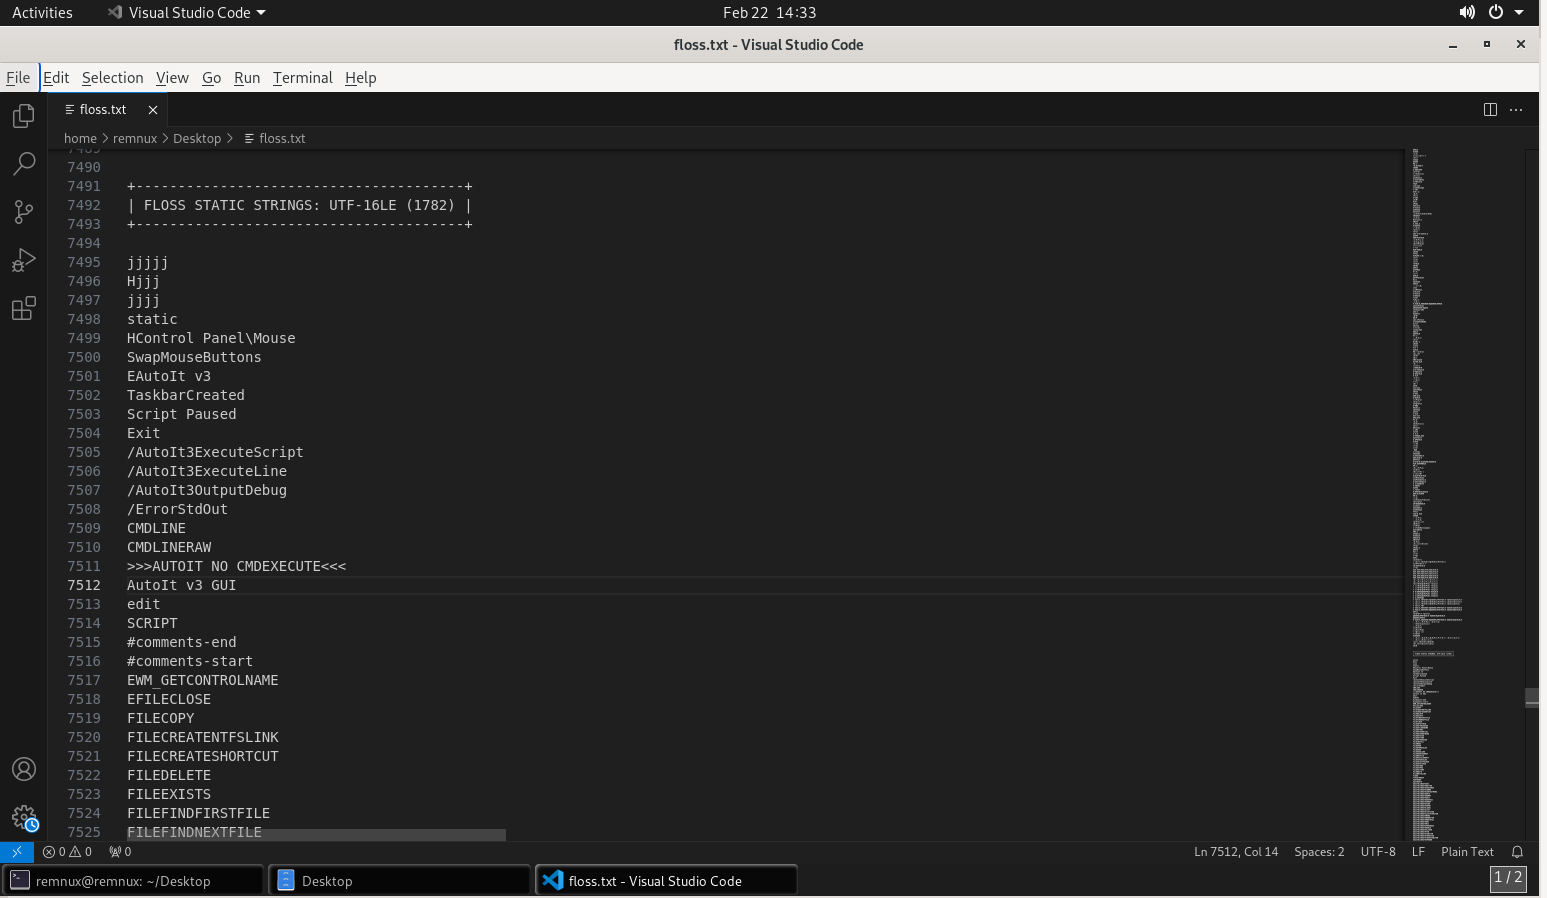 Activities
Visual Studio Code
Feb 22 14:33
floss.txt - Visual Studio Code
File Edit Selection View Go Run Terminal Help
floss.txt
home > remnux > Desktop > floss.txt
7490
7491 +---------------------------------------+
7492 | FLOSS STATIC STRINGS: UTF-16LE (1782) |
7493 +---------------------------------------+
7494
7495 jjjjj
7496 Hjjj
7497 jjjj
7498 static
7499 HControl Panel\Mouse
7500 SwapMouseButtons
7501 EAutoIt v3
7502 TaskbarCreated
7503 Script Paused
7504 Exit
7505 /AutoIt3ExecuteScript
7506 /AutoIt3ExecuteLine
7507 /AutoIt3OutputDebug
7508 /ErrorStdOut
7509 CMDLINE
7510 CMDLINERAW
7511 >>>AUTOIT NO CMDEXECUTE<<<
7512 AutoIt v3 GUI
7513 edit
7514 SCRIPT
7515 #comments-end
7516 #comments-start
7517 EWM_GETCONTROLNAME
7518 EFILECLOSE
7519 FILECOPY
7520 FILECREATENTFSLINK
7521 FILECREATESHORTCUT
7522 FILEDELETE
7523 FILEEXISTS
7524 FILEFINDFIRSTFILE
7525 FILEFINDNEXTFILE
0 0 0
Ln 7512, Col 14 Spaces: 2 UTF-8 LF Plain Text
remnux@remnux: ~/Desktop
Desktop
floss.txt - Visual Studio Code
1 / 2